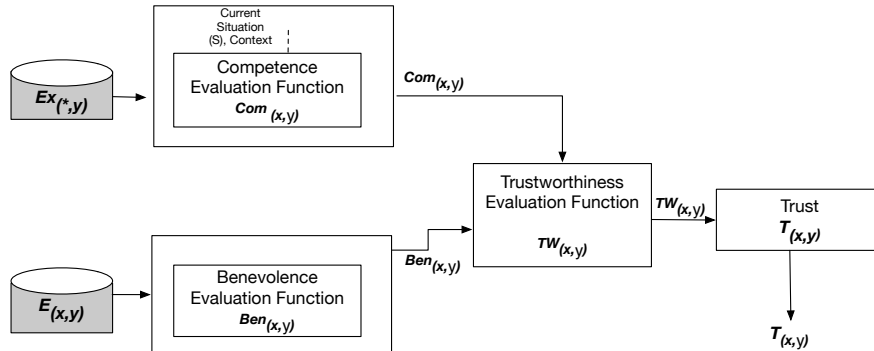 Current
Situation
(S), Context
Competence
Evaluation Function
Com (x,y)
Ex(*,y)
Com(x,y)
Trustworthiness
Evaluation Function
TW(x,y)
TW(x,y)
Trust
T(x,y)
Ben(x,y)
Benevolence
Evaluation Function
Ben(x,y)
E(x,y)
T(x,y)